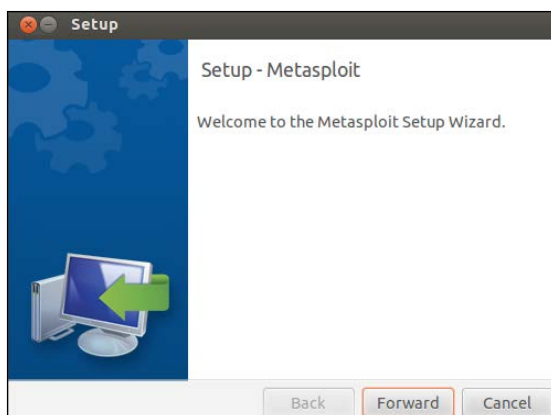 Setup
Setup - Metasploit
Welcome to the Metasploit Setup Wizard.
Back
Forward
Cancel